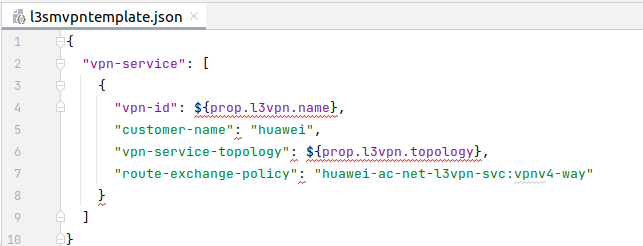 l3smvpntemplate.json ×
1 {
2 "vpn-service": [
3 {
4 "vpn-id": ${prop.l3vpn.name},
5 "customer-name": "huawei",
6 "vpn-service-topology": ${prop.l3vpn.topology},
7 "route-exchange-policy": "huawei-ac-net-l3vpn-svc:vpnv4-way"
8 }
9 ]
10 }